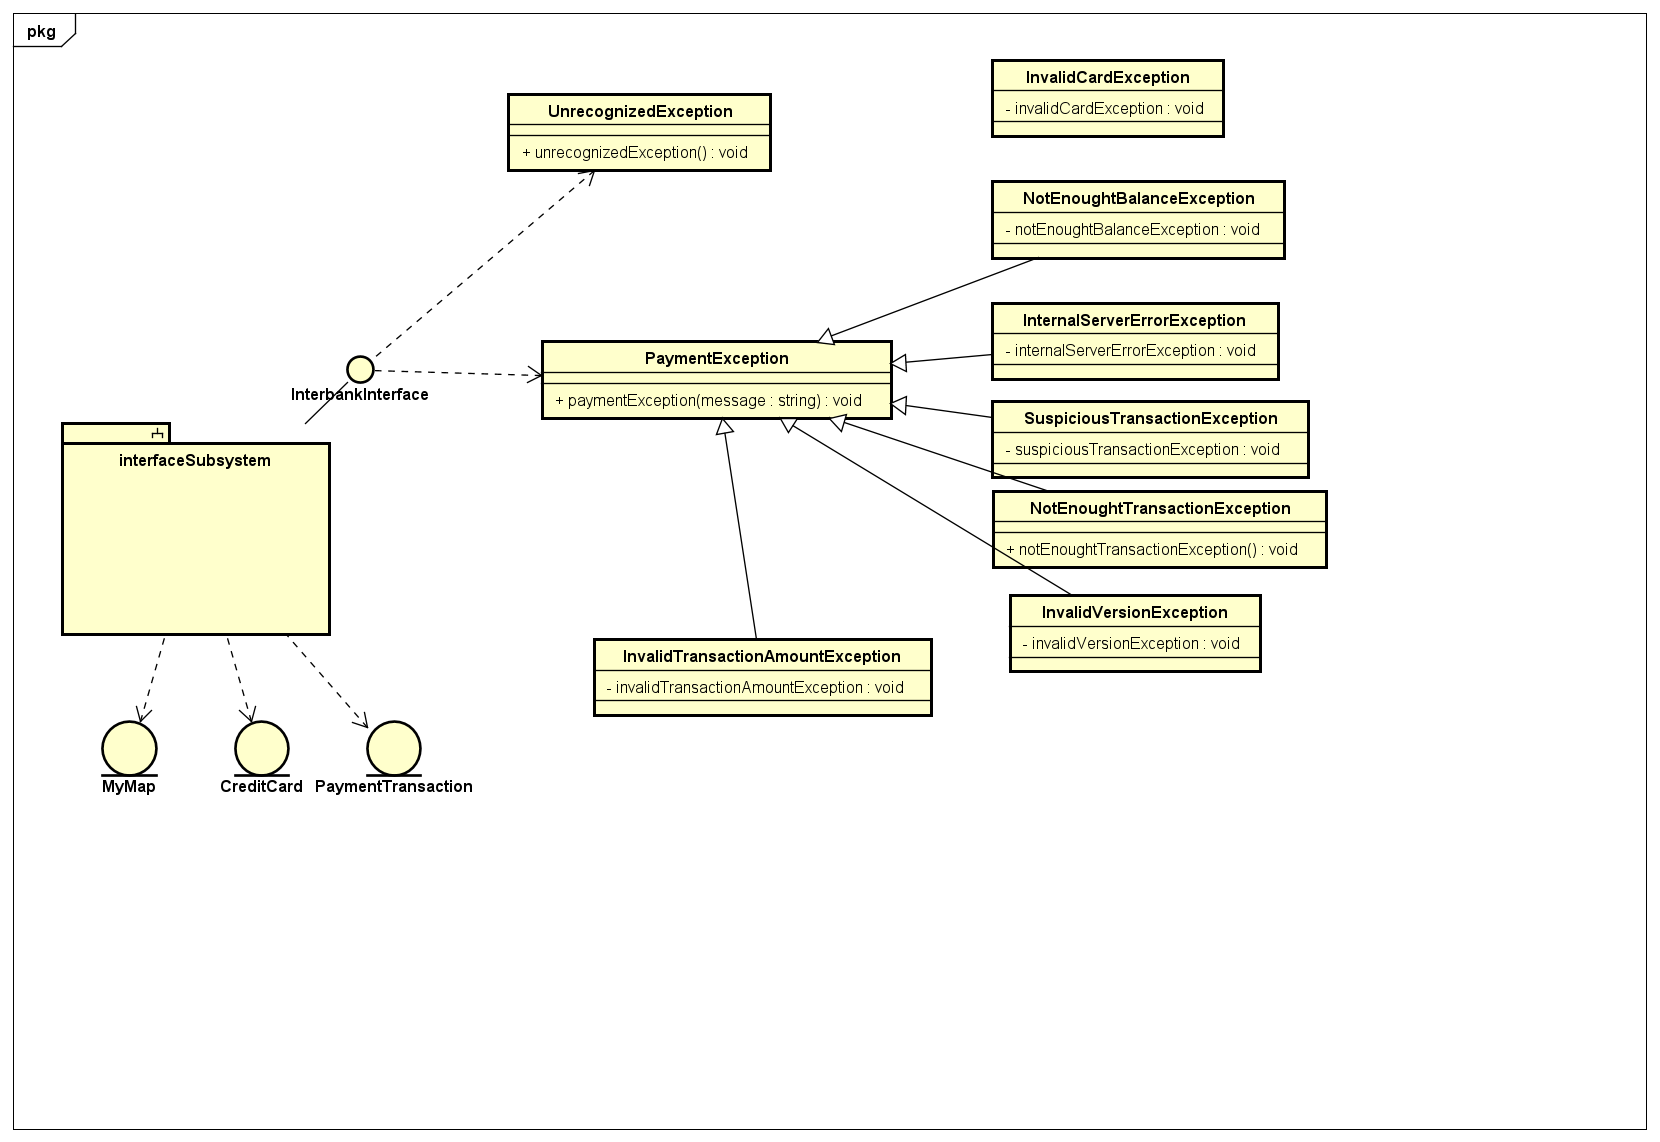 pkg
InvalidCardException
- invalidCardException : void
UnrecognizedException
+ unrecognizedException() : void
NotEnoughtBalanceException
- notEnoughtBalanceException : void
InternalServerErrorException
- internalServerErrorException : void
PaymentException
+ paymentException(message : string) : void
InterbankInterface
SuspiciousTransactionException
- suspiciousTransactionException : void
interfaceSubsystem
NotEnoughtTransactionException
+ notEnoughtTransactionException() : void
InvalidVersionException
- invalidVersionException : void
InvalidTransactionAmountException
- invalidTransactionAmountException : void
MyMap
CreditCard
PaymentTransaction